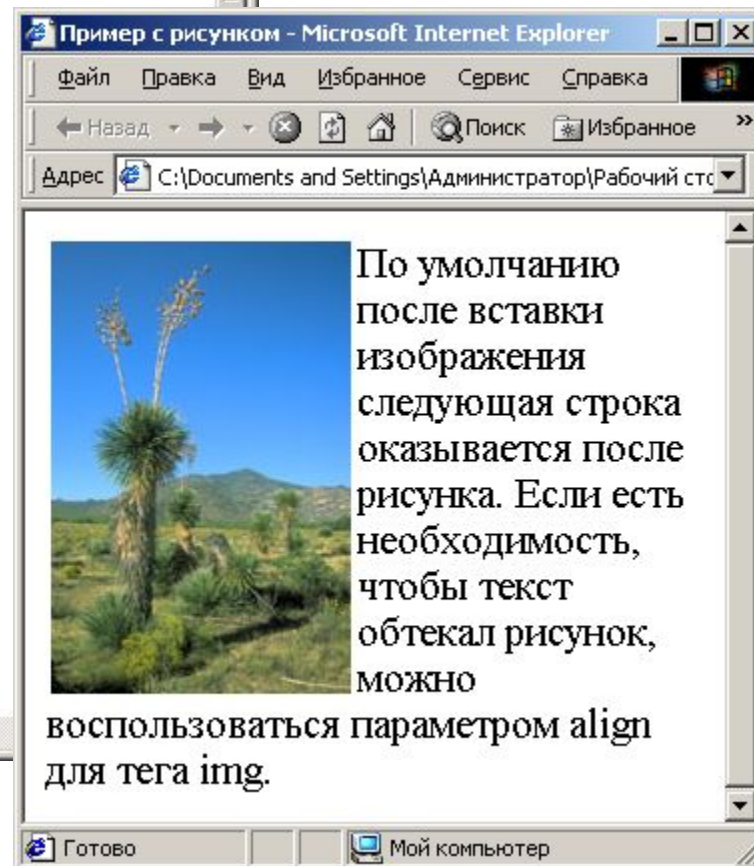 Пример с рисунком - Microsoft Internet Explorer
Файл Правка Вид Избранное Сервис Справка
Назад Поиск Избранное »
Адрес C:\Documents and Settings\Администратор\Рабочий сто
По умолчанию
после вставки
изображения
следующая строка
оказывается после
рисунка. Если есть
необходимость,
чтобы текст
обтекал рисунок,
можно
воспользоваться параметром align
для тега img.
Готово Мой компьютер